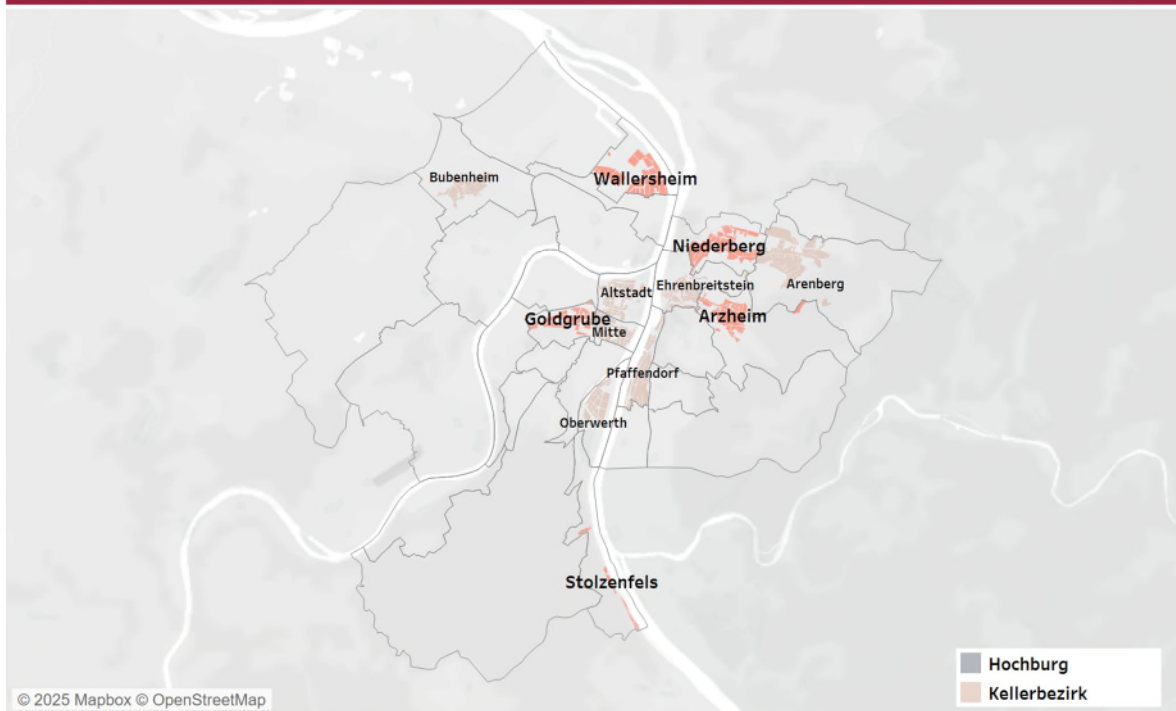 Bubenheim
Wallersheim
Niederberg
Arenberg
Ehrenbreitstein
Altstadt
Goldgrube
Arzheim
Mitte
Pfaffendorf
Oberwerth
Stolzenfels
Hochburg
Kellerbezirk
© 2025 Mapbox © OpenStreetMap